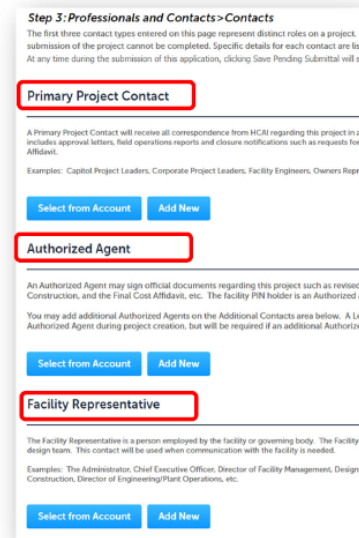 Step 3: Professionals and Contacts > Contacts
The first three contact types entered on this page represent distinct roles on a project.
submission of the project cannot be completed. Specific details for each contact are lis
At any time during the submission of this application, clicking Save Pending Submittal will s
Primary Project Contact
A Primary Project Contact will receive all correspondence from HCAI regarding this project in a
includes approval letters, field operations reports and closure notifications such as requests for
Affidavit.
Examples: Capitol Project Leaders, Corporate Project Leaders, Facility Engineers, Owners Repr
Select from Account Add New
Authorized Agent
An Authorized Agent may sign official documents regarding this project such as revised
Construction, and the Final Cost Affidavit, etc. The facility PIN holder is an Authorized
You may add additional Authorized Agents on the Additional Contacts area below. A Le
Authorized Agent during project creation, but will be required if an additional Authorize
Select from Account Add New
Facility Representative
The Facility Representative is a person employed by the facility or governing body. The Facility
design team. This contact will be used when communication with the facility is needed.
Examples: The Administrator, Chief Executive Officer, Director of Facility Management, Design
Construction, Director of Engineering/Plant Operations, etc.
Select from Account Add New